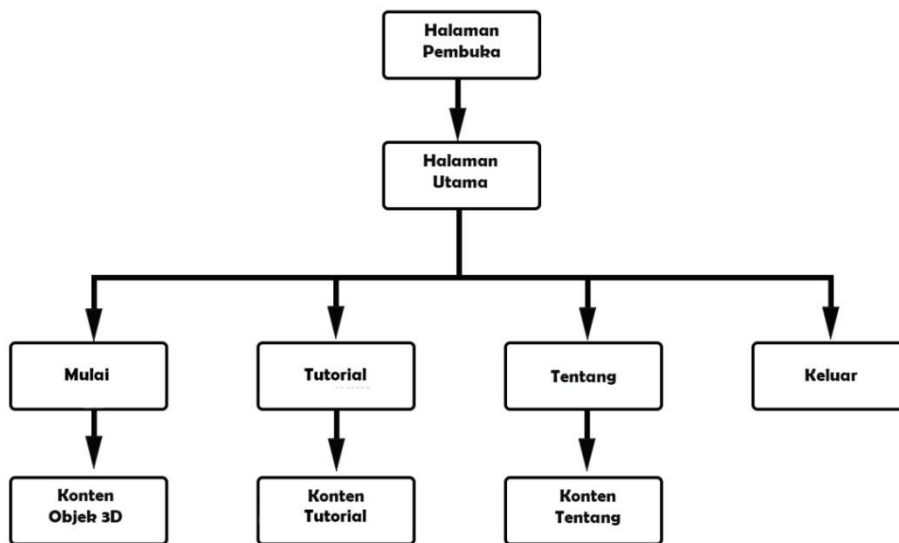 Halaman
Pembuka
Halaman
Utama
Mulai
Tutorial
Tentang
Keluar
Konten
Objek 3D
Konten
Tutorial
Konten
Tentang